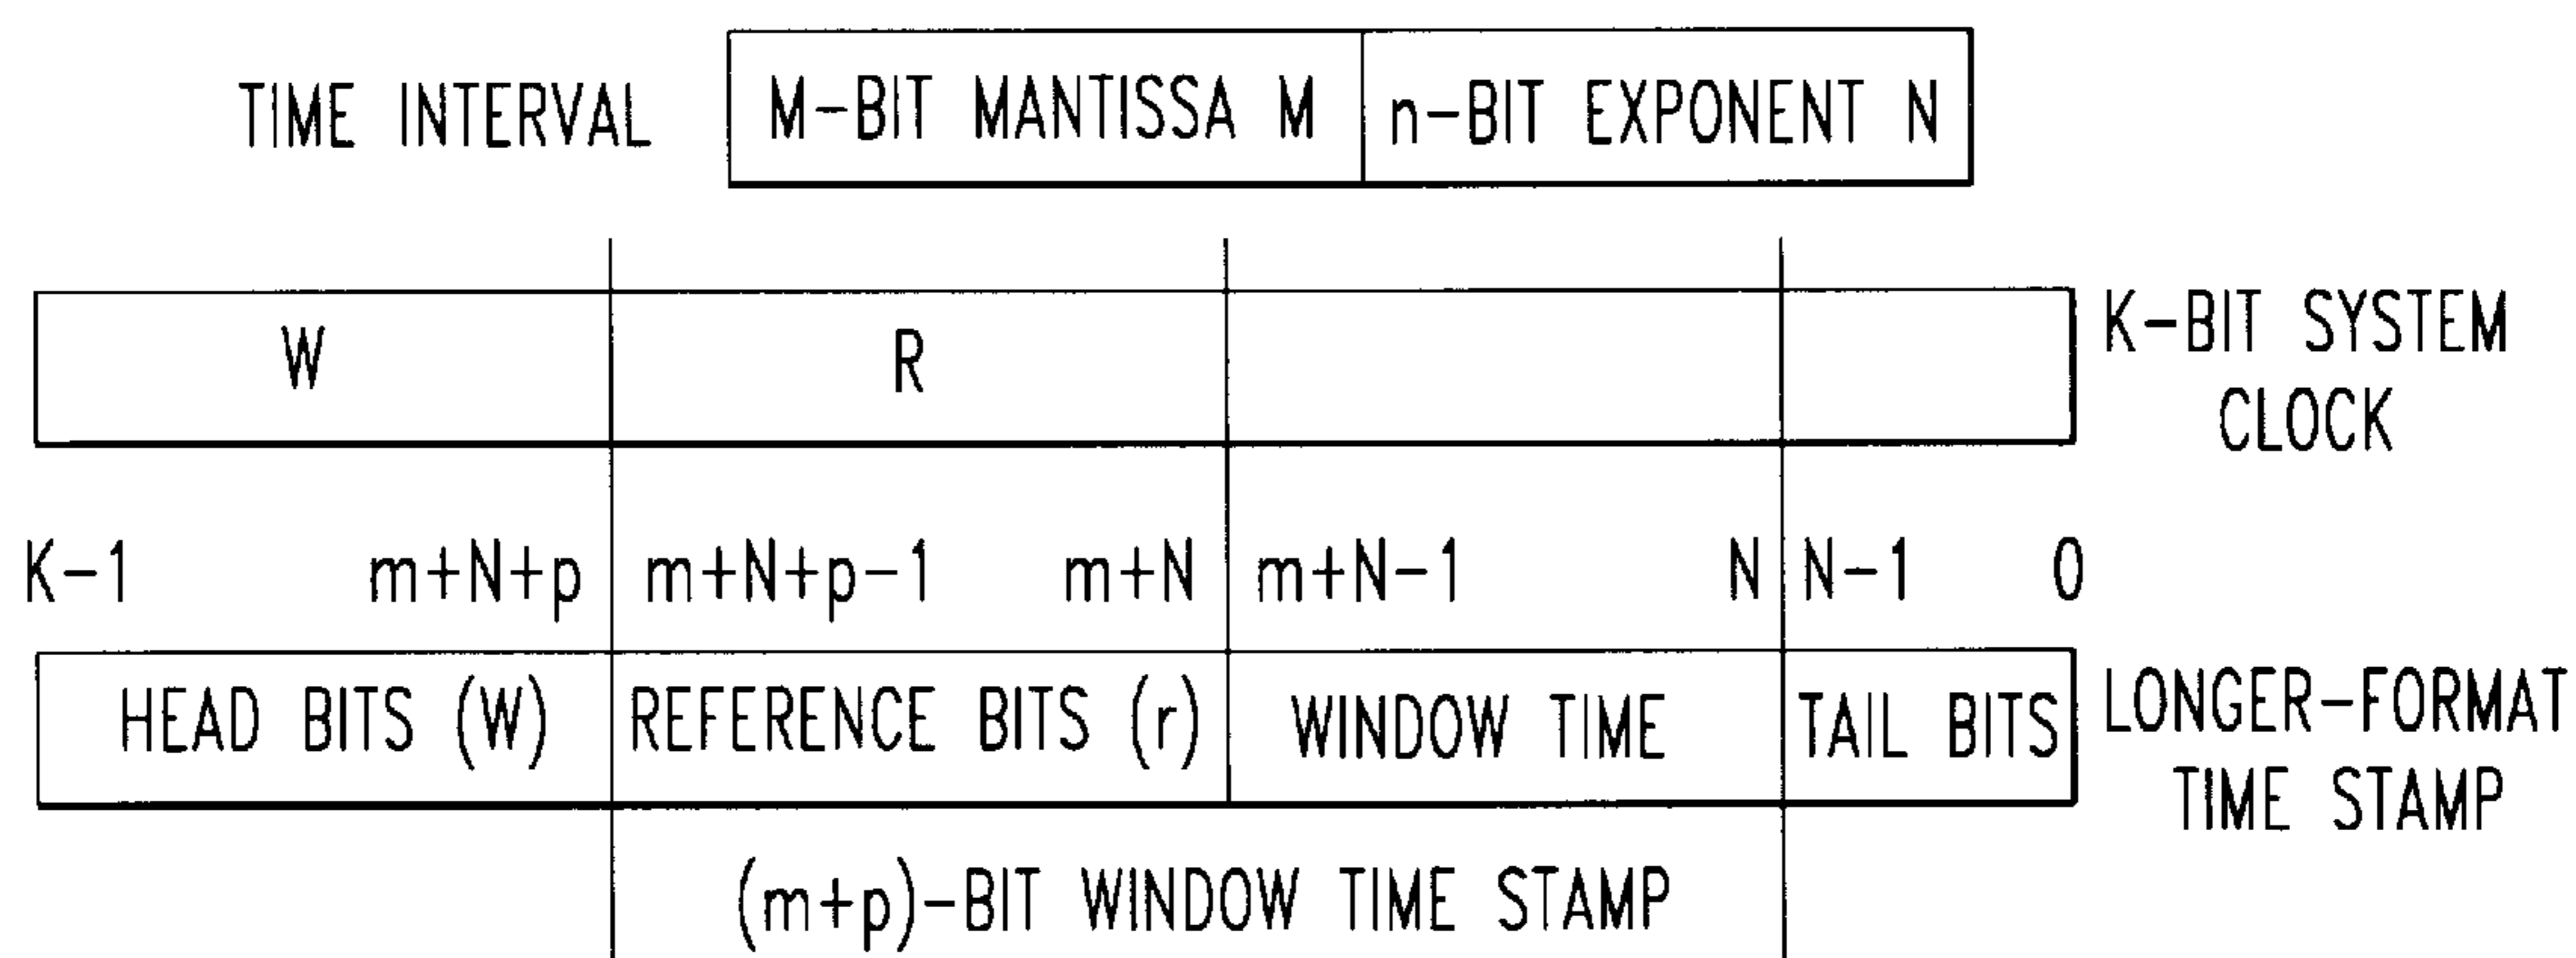 TIME INTERVAL M-BIT MANTISSA M n-BIT EXPONENT N
W R K-BIT SYSTEM
CLOCK
K-1 m+N+p m+N+p-1 m+N m+N-1 N N-1 0
HEAD BITS (W) REFERENCE BITS (r) WINDOW TIME TAIL BITS LONGER-FORMAT
TIME STAMP
(m+p)-BIT WINDOW TIME STAMP